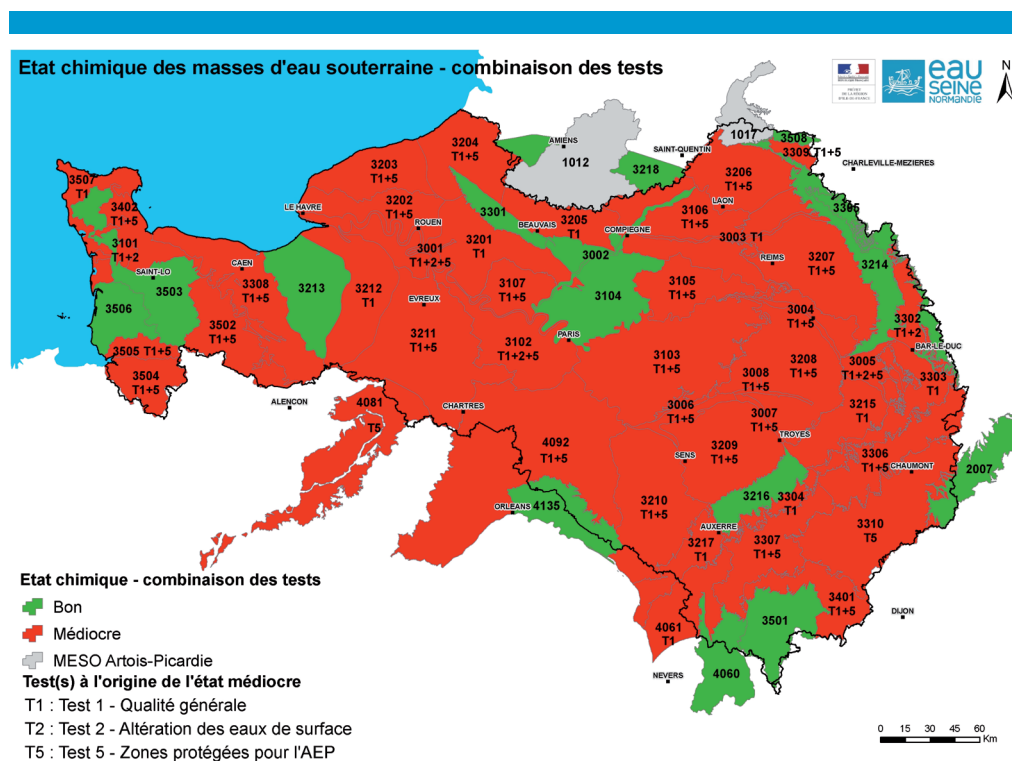 Etat chimique des masses d'eau souterraine - combinaison des tests
eau
SEINE
NORMANDIE
N
AMIENS
1012
1017
3508
3309 T1+5
CHARLEVILLE-MEZIERES
SAINT-QUENTIN
3218
3204
T1+5
3203
T1+5
3206
T1+5
LAON
3507
T1
3402
T1+5
LE HAVRE
3202
T1+5
ROUEN
3301
BEAUVAIS
3205
T1
COMPIEGNE
3106
T1+5
3305
3101
T1+2
3001
T1+2+5
3201
T1
3002
3003 T1
REIMS
3207
T1+5
3214
SAINT-LO
CAEN
3503
3506
3308
T1+5
3213
3212
T1
EVREUX
3107
T1+5
3104
3105
T1+5
3004
T1+5
3302
T1+2
BAR-LE-DUC
3502
T1+5
3211
T1+5
3102
T1+2+5
PARIS
3103
T1+5
3208
T1+5
3005
T1+2+5
3303
T1
3505 T1+5
3504
T1+5
ALENCON
4081
T5
CHARTRES
3008
T1+5
3006
T1+5
3007
T1+5
TROYES
3215
T1
4092
T1+5
SENS
3209
T1+5
3306
T1+5
CHAUMONT
2007
ORLEANS
4135
3210
T1+5
3216
3304
T1
AUXERRE
3217
T1
3307
T1+5
3310
T5
3401
T1+5
DIJON
4061
T1
3501
NEVERS
4060
Etat chimique - combinaison des tests
Bon
Médiocre
MESO Artois-Picardie
Test(s) à l'origine de l'état médiocre
T1 : Test 1 - Qualité générale
T2 : Test 2 - Altération des eaux de surface
T5 : Test 5 - Zones protégées pour l'AEP
0 15 30 45 60
Km